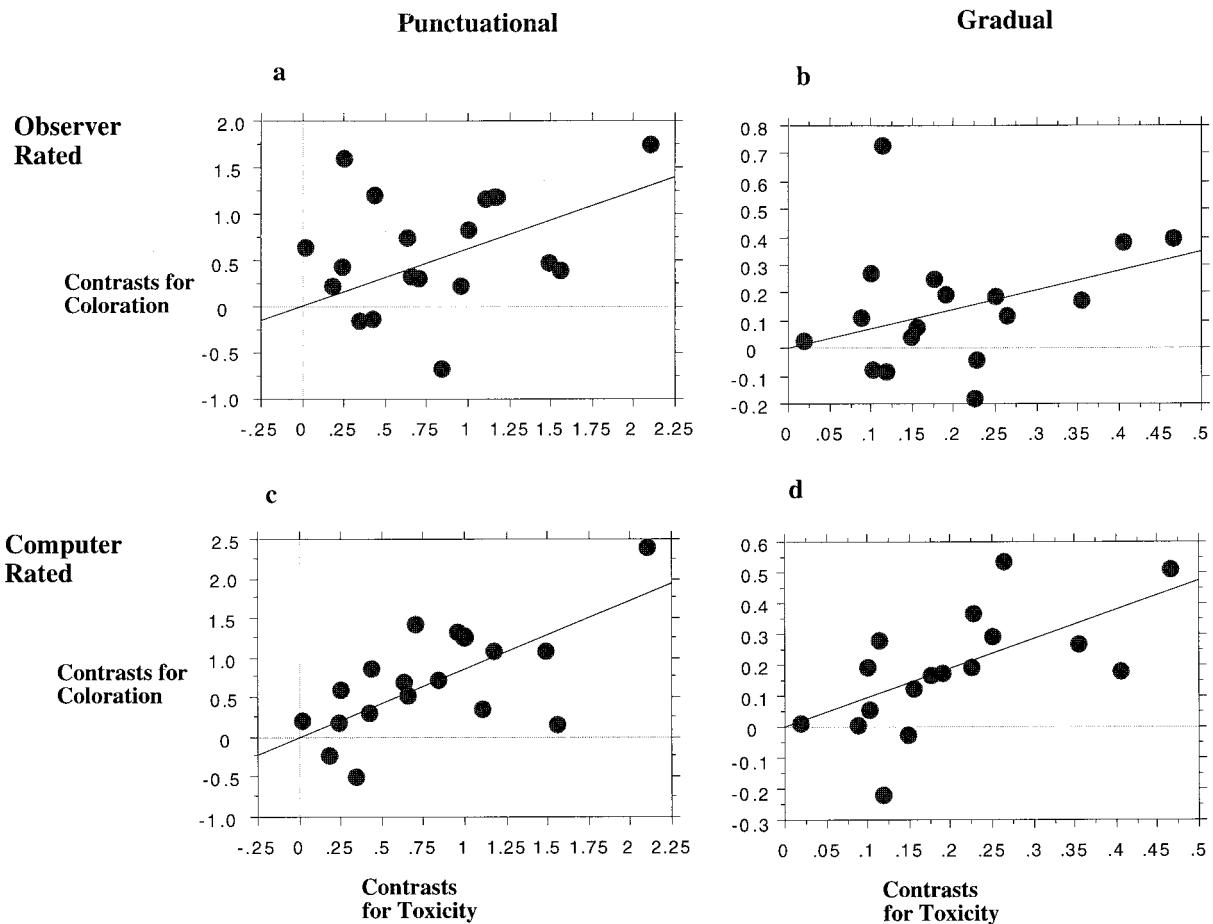 Punctuational
Gradual
a
b
Observer
Rated
Contrasts for
Coloration
2.0
1.5
1.0
0.5
0
-0.5
-1.0
-.25 0 .25 .5 .75 1 1.25 1.5 1.75 2 2.25
0.8
0.7
0.6
0.5
0.4
0.3
0.2
0.1
0
-0.1
-0.2
0 .05 .1 .15 .2 .25 .3 .35 .4 .45 .5
c
d
Computer
Rated
Contrasts for
Coloration
2.5
2.0
1.5
1.0
0.5
0
-0.5
-1.0
-.25 0 .25 .5 .75 1 1.25 1.5 1.75 2 2.25
Contrasts
for Toxicity
0.6
0.5
0.4
0.3
0.2
0.1
0
-0.1
-0.2
-0.3
0 .05 .1 .15 .2 .25 .3 .35 .4 .45 .5
Contrasts
for Toxicity